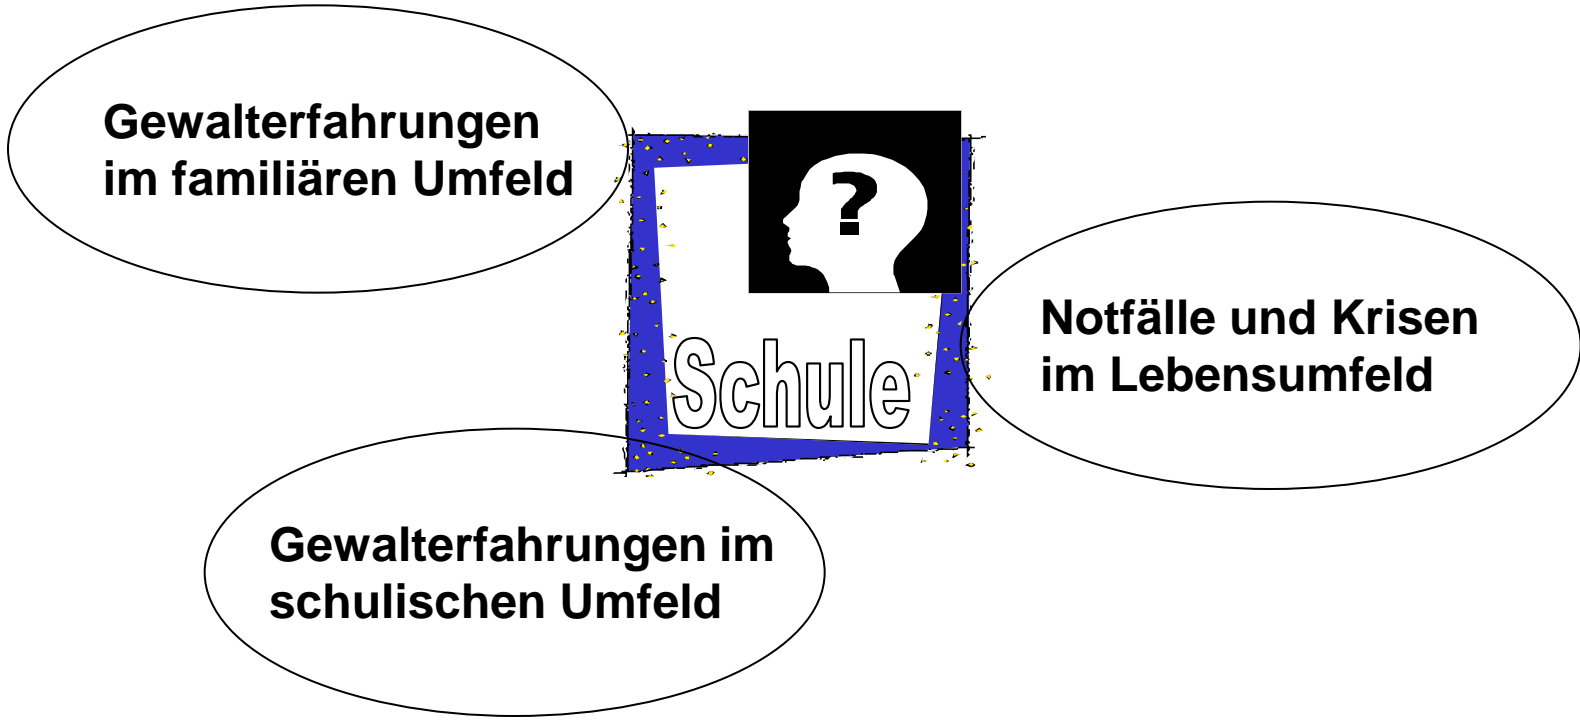 Gewalterfahrungen
im familiären Umfeld
?
Notfälle und Krisen
im Lebensumfeld
Schule
Gewalterfahrungen im
schulischen Umfeld